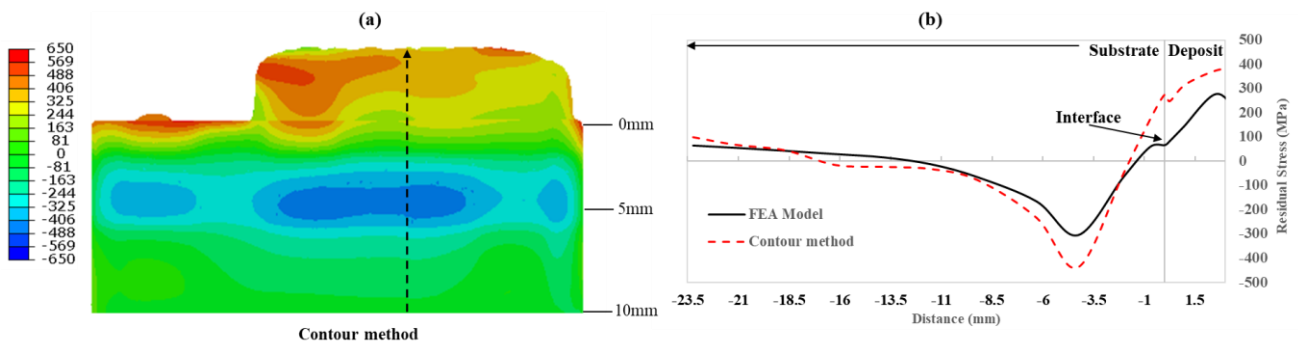 (a)
650
569
488
406
325
244
163
81
0
-81
-163
-244
-325
-406
-488
-569
-650
0mm
5mm
10mm
Contour method
(b)
Substrate
Deposit
Interface
FEA Model
Contour method
500
400
300
200
100
0
-100
-200
-300
-400
-500
Residual Stress (MPa)
-23.5 -21 -18.5 -16 -13.5 -11 -8.5 -6 -3.5 -1 1.5
Distance (mm)